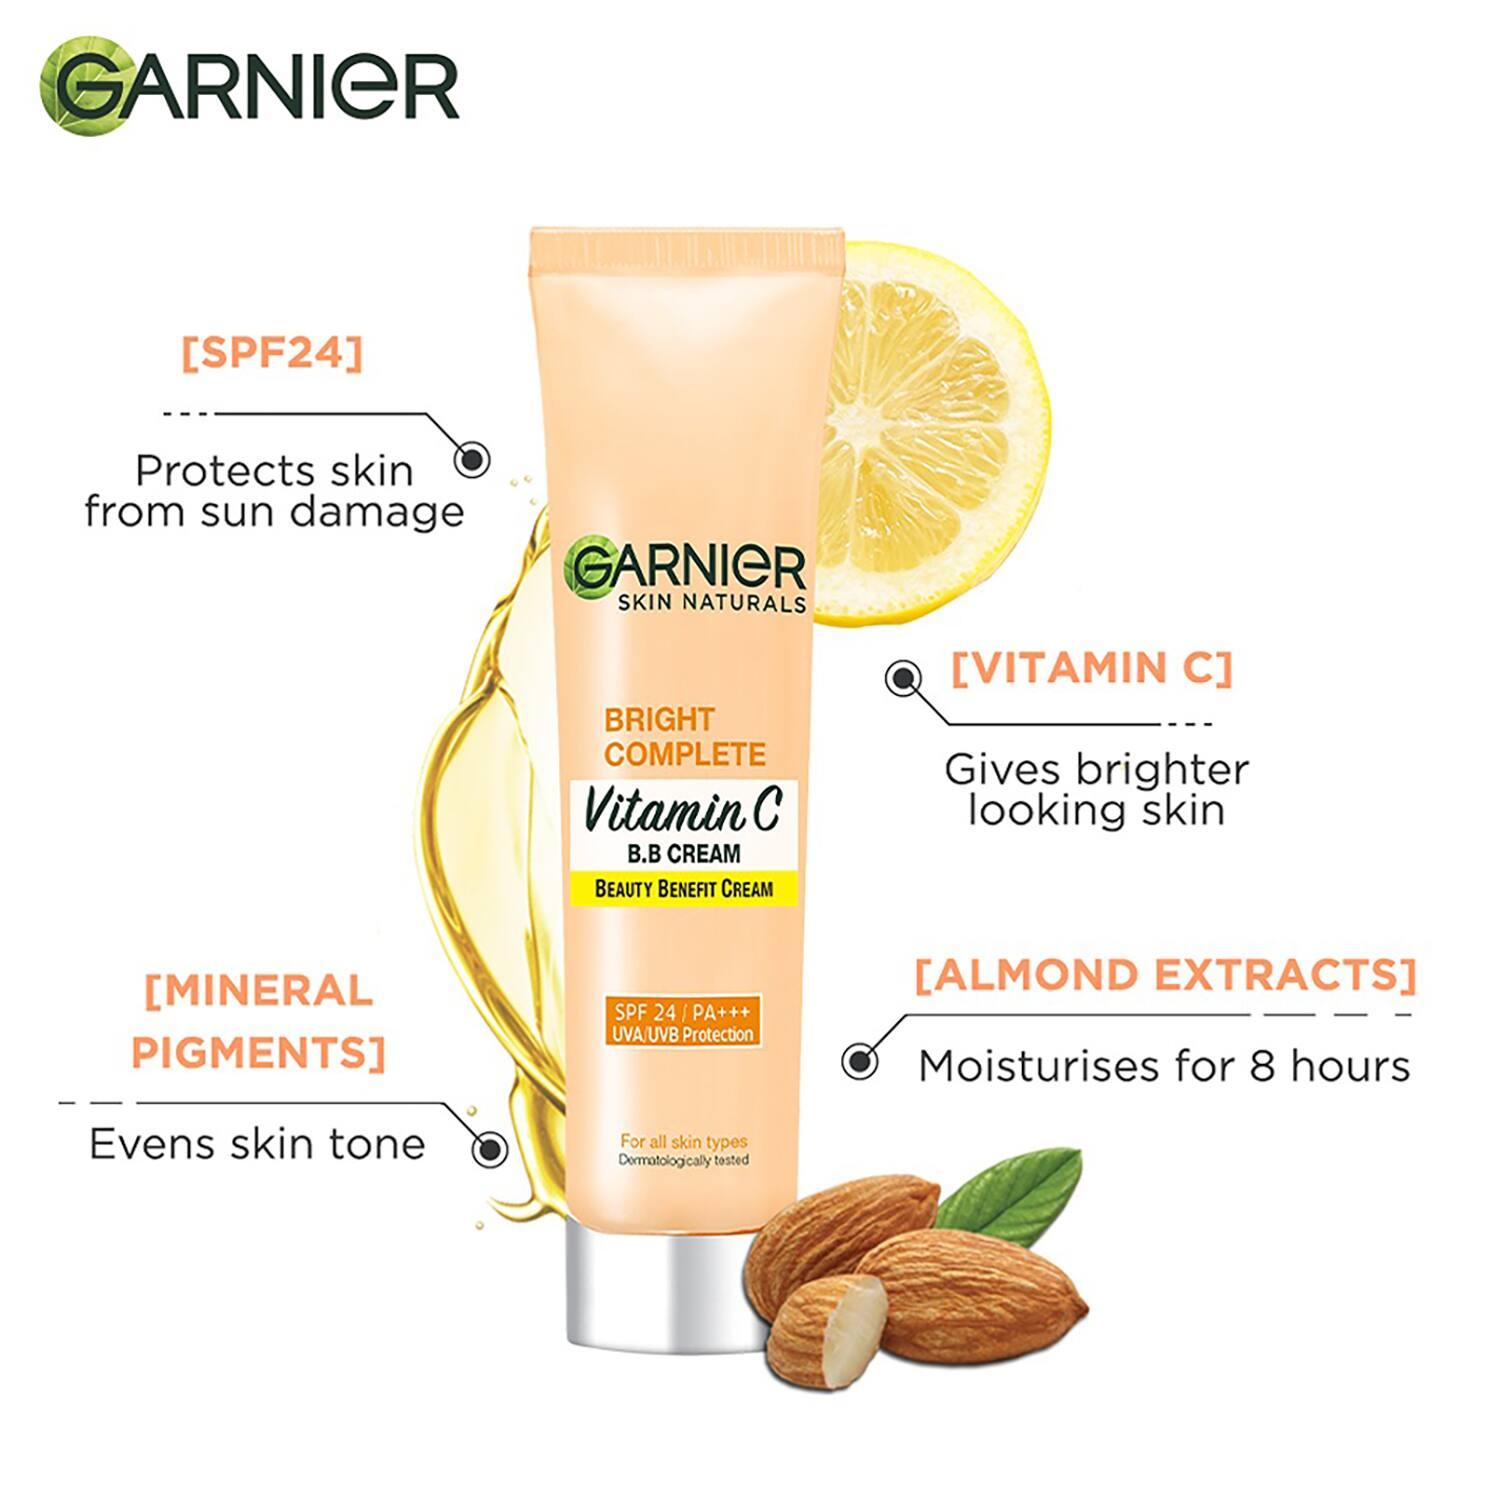 GARNIER
[SPF24]
Protects skin
from sun damage
GARNIER
SKIN NATURALS
[VITAMIN C]
Gives brighter
looking skin
BRIGHT
COMPLETE
Vitamin C
B.B CREAM
BEAUTY BENEFIT CREAM
[MINERAL
PIGMENTS]
Evens skin tone
[ALMOND EXTRACTS]
Moisturises for 8 hours
SPF 24 / PA+++
UVA/UVB Protection
For all skin types
Dermatologically tested